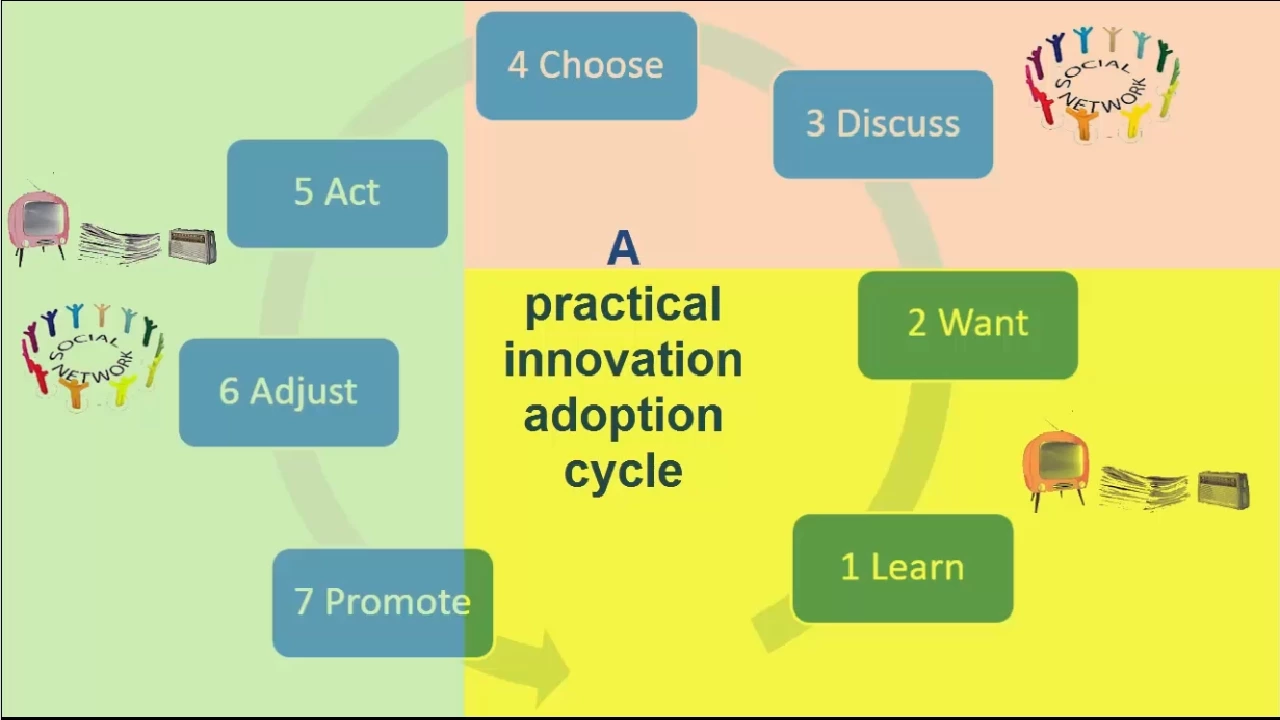 4 Choose
3 Discuss
SOCIAL
NETWORK
5 Act
A
practical
innovation
adoption
cycle
2 Want
SOCIAL
NETWORK
6 Adjust
1 Learn
7 Promote